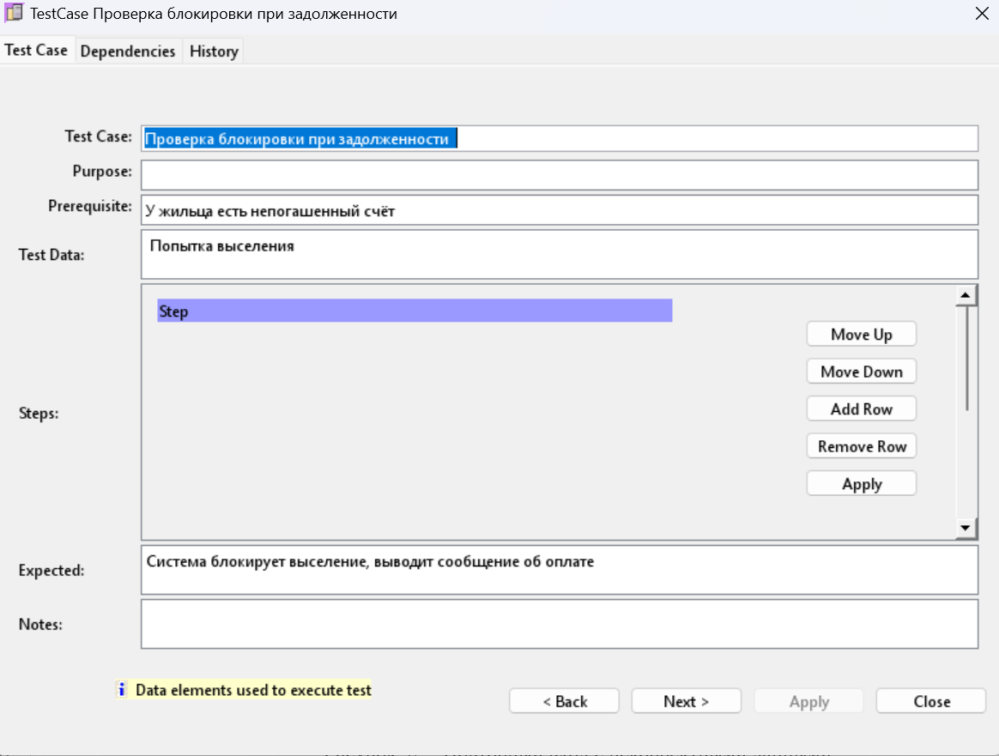 TestCase Проверка блокировки при задолженности
Test Case Dependencies History
Test Case: Проверка блокировки при задолженности
Purpose:
Prerequisite: У жильца есть непогашенный счёт
Test Data: Попытка выселения
Step
Move Up
Move Down
Add Row
Steps:
Remove Row
Apply
Expected: Система блокирует выселение, выводит сообщение об оплате
Notes:
i Data elements used to execute test
< Back Next > Apply Close